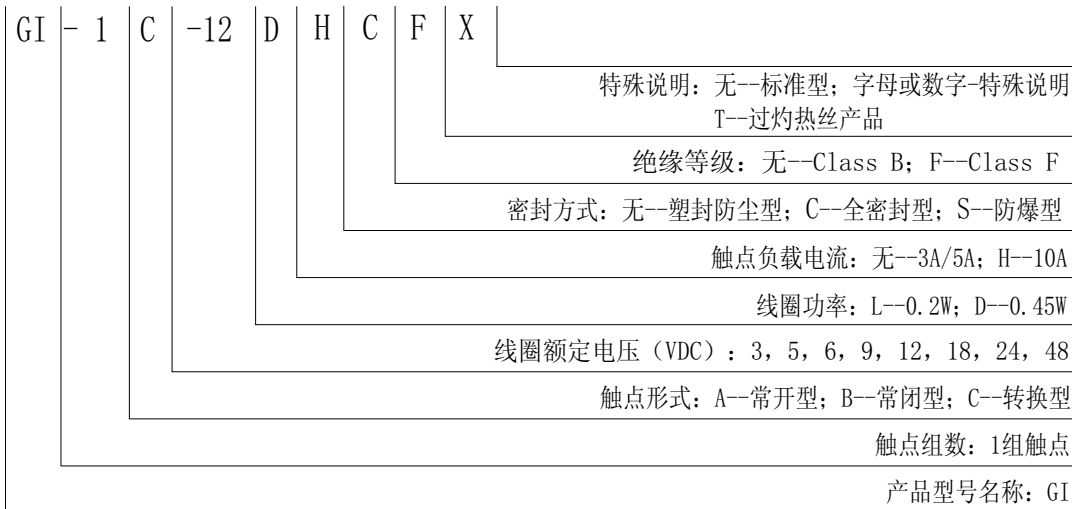 GI - 1 C -12 D H C F X
特殊说明：无--标准型；字母或数字-特殊说明
T--过灼热丝产品
绝缘等级：无--Class B；F--Class F
密封方式：无--塑封防尘型；C--全密封型；S--防爆型
触点负载电流：无--3A/5A；H--10A
线圈功率：L--0.2W；D--0.45W
线圈额定电压（VDC）：3，5，6，9，12，18，24，48
触点形式：A--常开型；B--常闭型；C--转换型
触点组数：1组触点
产品型号名称：GI